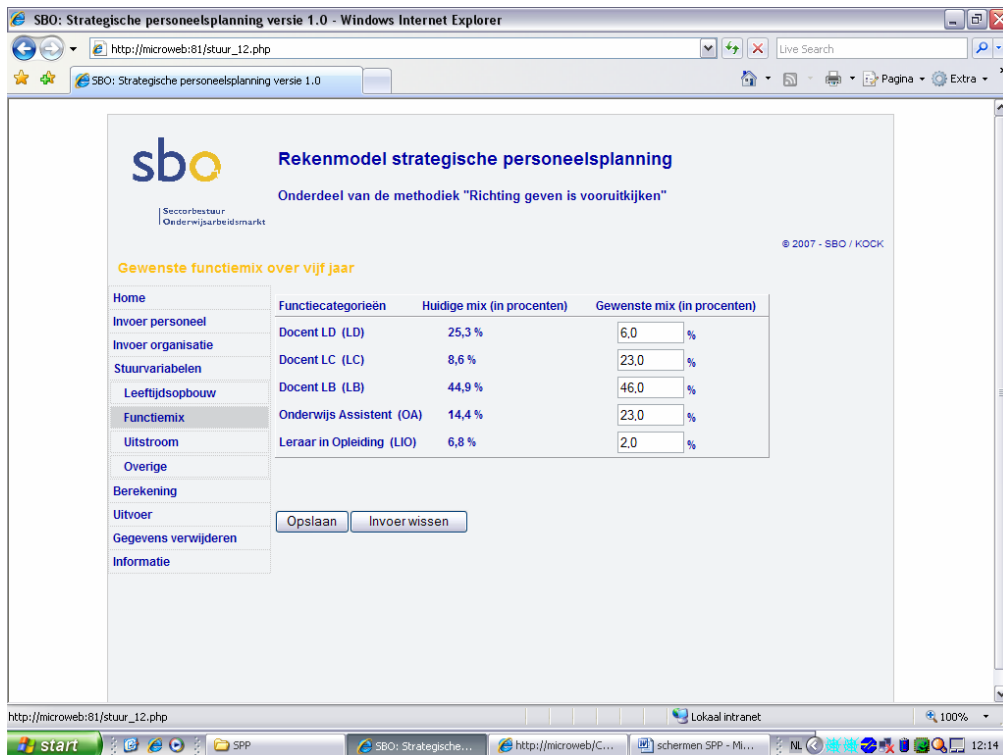 SBO: Strategische personeelsplanning versie 1.0 - Windows Internet Explorer
http://microweb:81/stuur_12.php
Live Search
SBO: Strategische personeelsplanning versie 1.0
Pagina
Extra
sbo
Sectorbestuur
Onderwijsarbeidsmarkt
Rekenmodel strategische personeelsplanning
Onderdeel van de methodiek "Richting geven is vooruitkijken"
© 2007 - SBO / KOCK
Gewenste functiemix over vijf jaar
Home
Invoer personeel
Invoer organisatie
Stuurvariabelen
Leeftijdsopbouw
Functiemix
Uitstroom
Overige
Berekening
Uitvoer
Gegevens verwijderen
Informatie
Functiecategorieën Huidige mix (in procenten) Gewenste mix (in procenten)
Docent LD (LD) 25,3 % 6,0 %
Docent LC (LC) 8,6 % 23,0 %
Docent LB (LB) 44,9 % 46,0 %
Onderwijs Assistent (OA) 14,4 % 23,0 %
Leraar in Opleiding (LIO) 6,8 % 2,0 %
Opslaan Invoer wissen
http://microweb:81/stuur_12.php
Lokaal intranet
100%
start
SPP
SBO: Strategische...
http://microweb/C...
schermen SPP - Mi...
NL
12:14